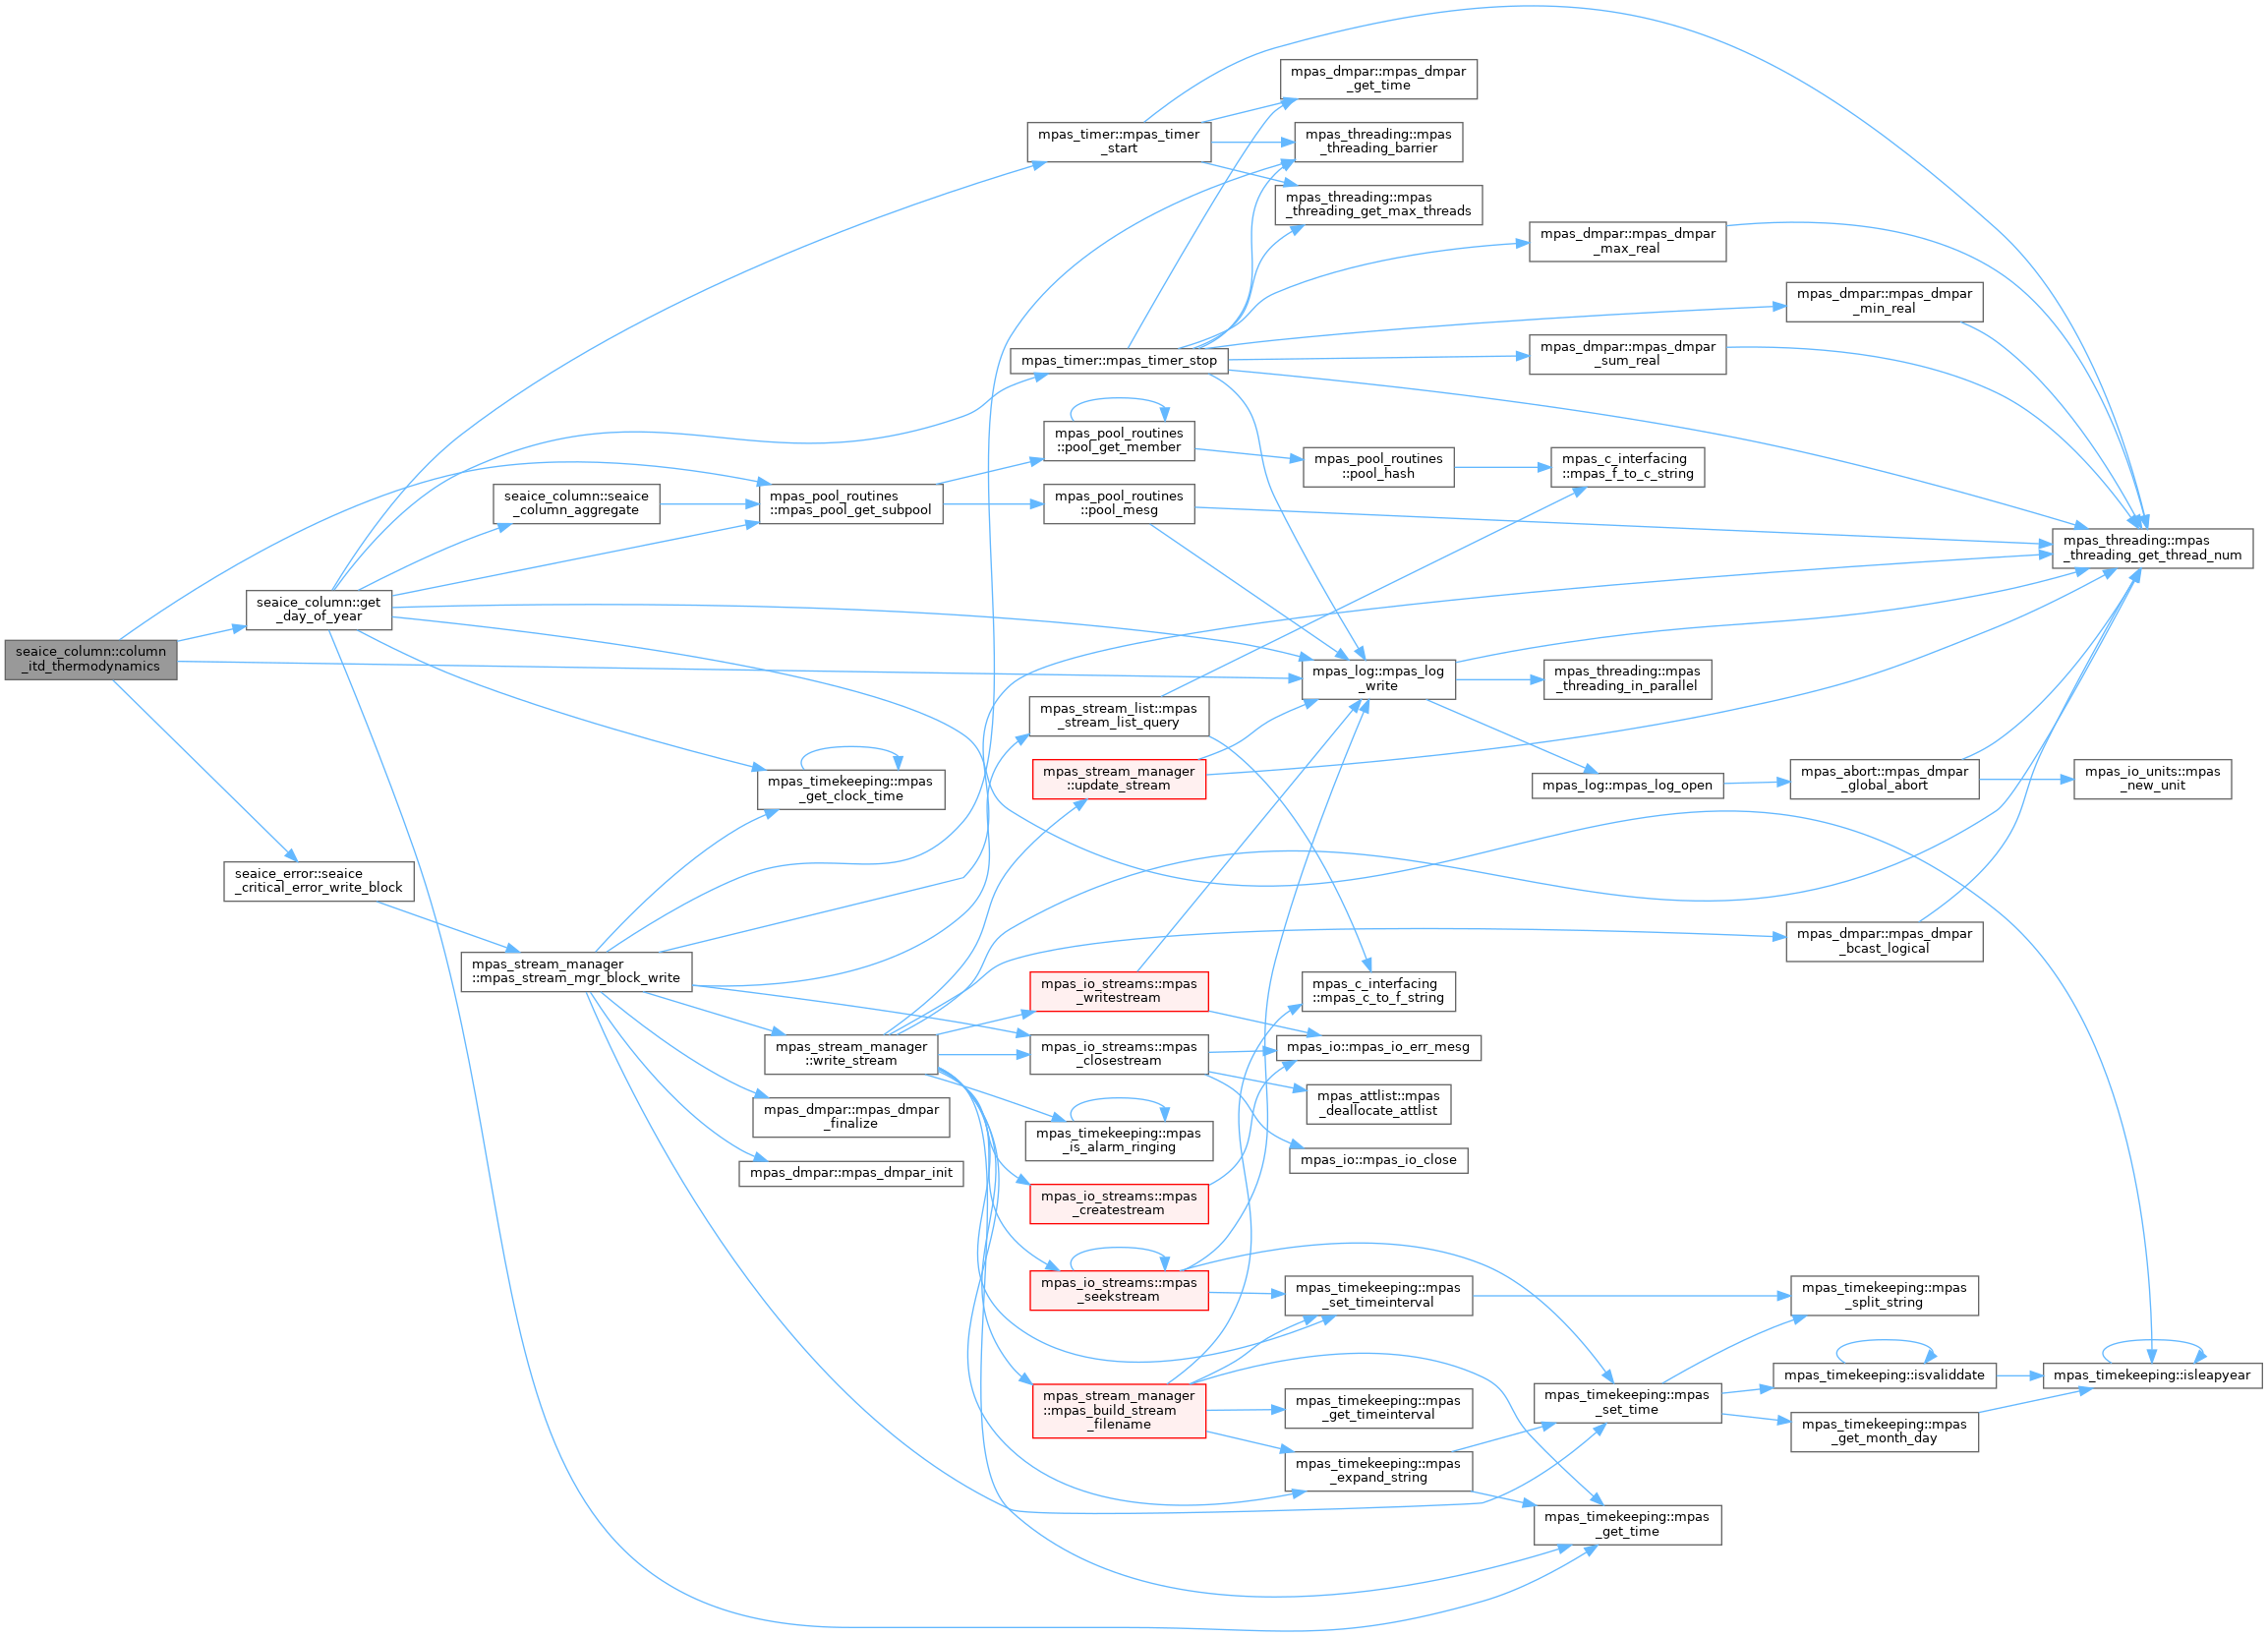 seaice_column::column
_itd_thermodynamics
seaice_column::get
_day_of_year
seaice_error::seaice
_critical_error_write_block
seaice_column::seaice
_column_aggregate
mpas_stream_manager
::mpas_stream_mgr_block_write
mpas_pool_routines
::mpas_pool_get_subpool
mpas_timekeeping::mpas
_get_clock_time
mpas_stream_manager
::write_stream
mpas_dmpar::mpas_dmpar
_finalize
mpas_dmpar::mpas_dmpar_init
mpas_timer::mpas_timer
_start
mpas_timer::mpas_timer_stop
mpas_pool_routines
::pool_get_member
mpas_pool_routines
::pool_mesg
mpas_stream_list::mpas
_stream_list_query
mpas_stream_manager
::update_stream
mpas_io_streams::mpas
_writestream
mpas_io_streams::mpas
_closestream
mpas_timekeeping::mpas
_is_alarm_ringing
mpas_io_streams::mpas
_createstream
mpas_io_streams::mpas
_seekstream
mpas_stream_manager
::mpas_build_stream
_filename
mpas_dmpar::mpas_dmpar
_get_time
mpas_threading::mpas
_threading_barrier
mpas_threading::mpas
_threading_get_max_threads
mpas_pool_routines
::pool_hash
mpas_log::mpas_log
_write
mpas_c_interfacing
::mpas_c_to_f_string
mpas_io::mpas_io_err_mesg
mpas_attlist::mpas
_deallocate_attlist
mpas_io::mpas_io_close
mpas_timekeeping::mpas
_set_timeinterval
mpas_timekeeping::mpas
_get_timeinterval
mpas_timekeeping::mpas
_expand_string
mpas_dmpar::mpas_dmpar
_max_real
mpas_dmpar::mpas_dmpar
_sum_real
mpas_c_interfacing
::mpas_f_to_c_string
mpas_threading::mpas
_threading_in_parallel
mpas_log::mpas_log_open
mpas_timekeeping::mpas
_set_time
mpas_timekeeping::mpas
_get_time
mpas_dmpar::mpas_dmpar
_min_real
mpas_abort::mpas_dmpar
_global_abort
mpas_dmpar::mpas_dmpar
_bcast_logical
mpas_timekeeping::mpas
_split_string
mpas_timekeeping::isvaliddate
mpas_timekeeping::mpas
_get_month_day
mpas_threading::mpas
_threading_get_thread_num
mpas_io_units::mpas
_new_unit
mpas_timekeeping::isleapyear